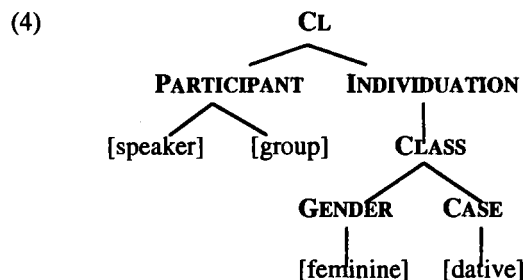 (4) CL
PARTICIPANT INDIVIDUATION
[speaker] [group] CLASS
GENDER CASE
[feminine] [dative]